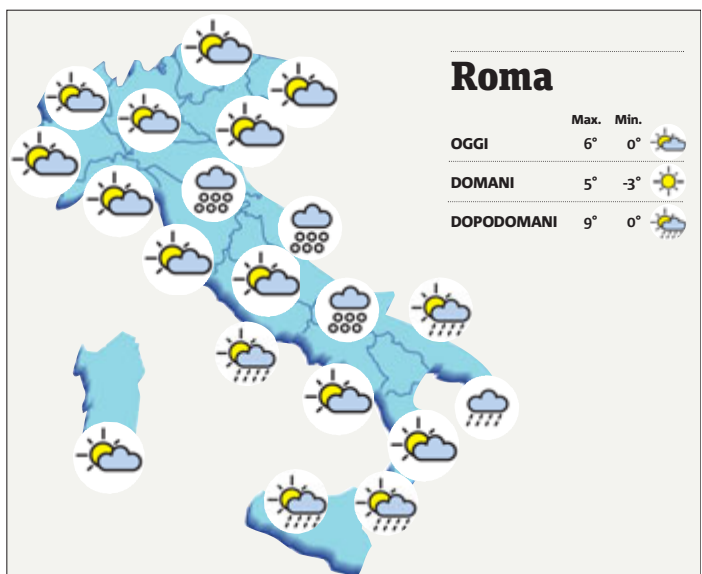 Roma
Max. Min.
OGGI 6° 0°
DOMANI 5° -3°
DOPODOMANI 9° 0°